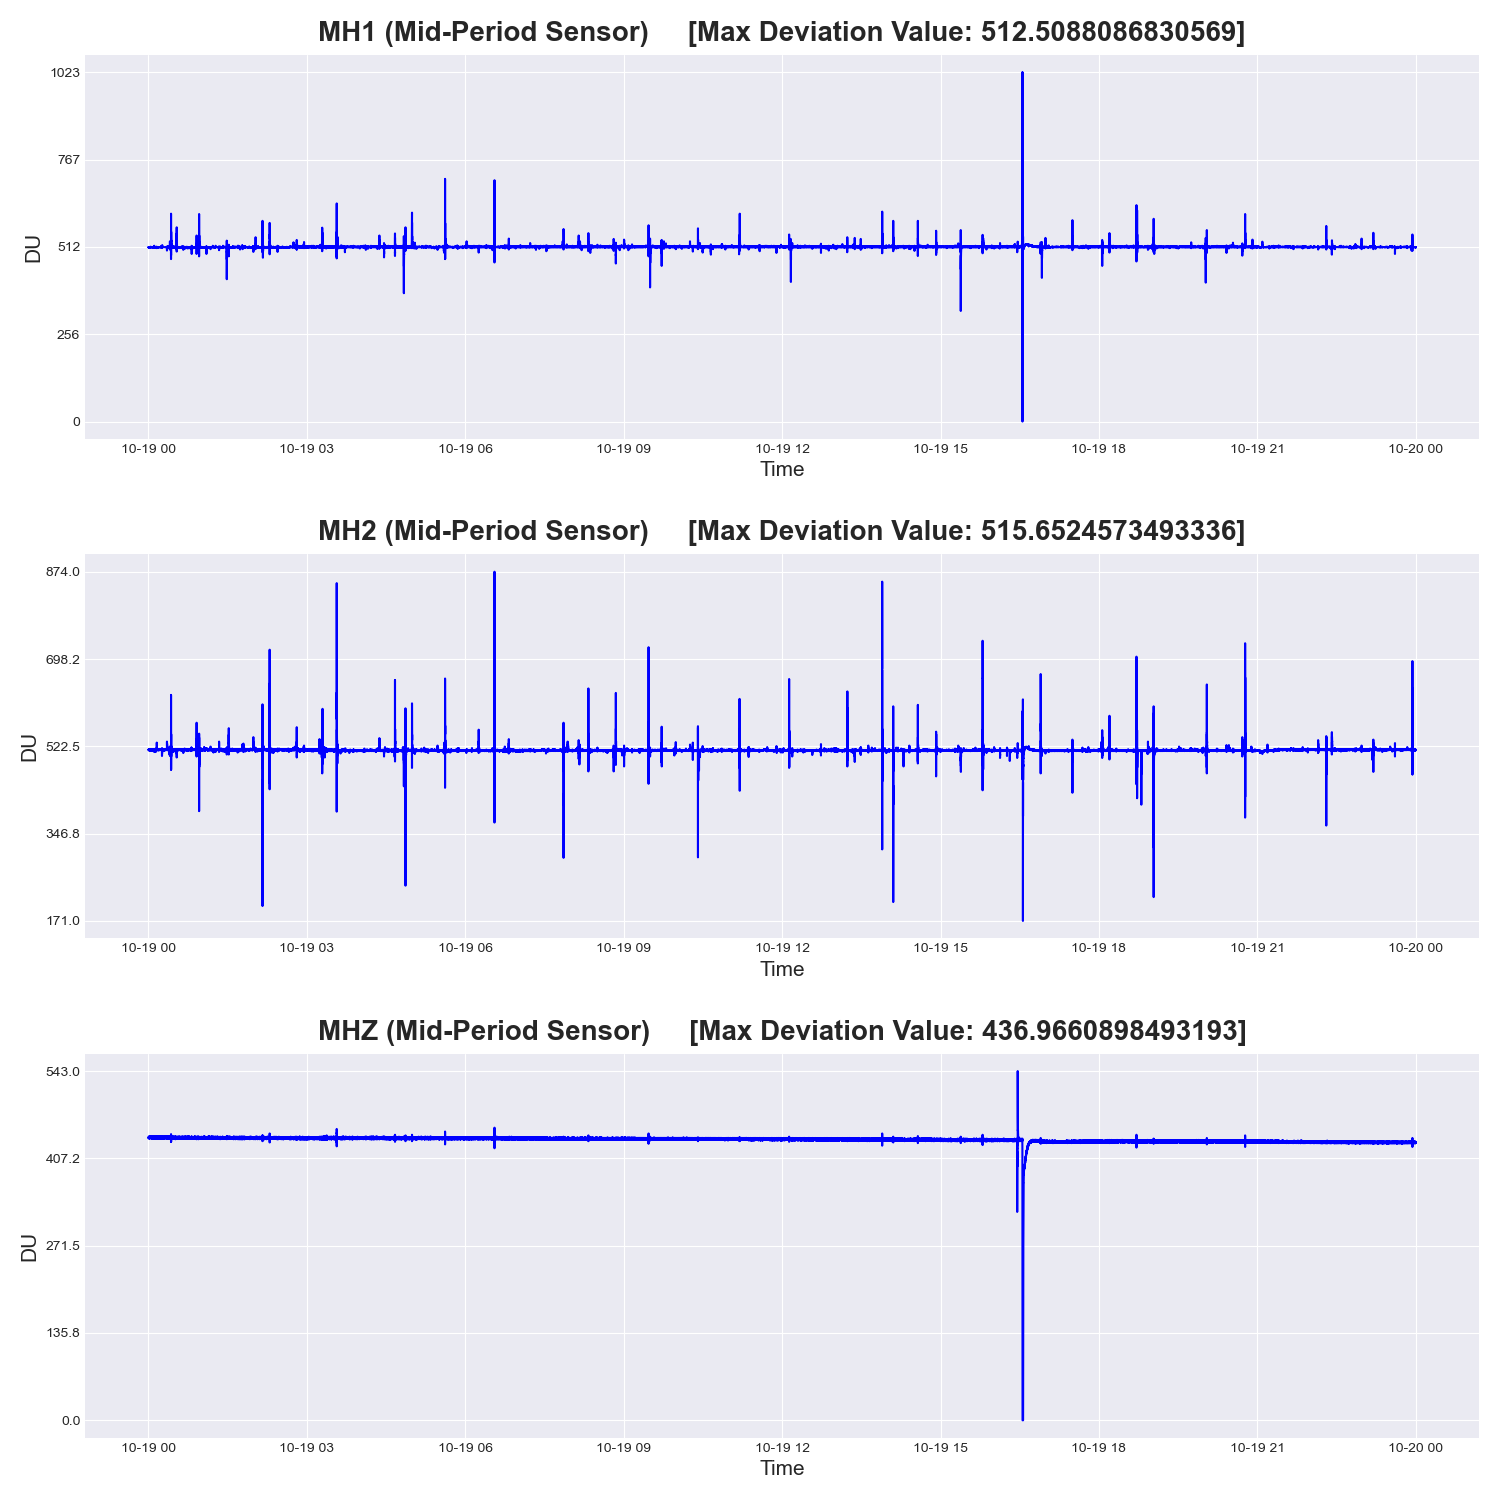 MH1 (Mid-Period Sensor) [Max Deviation Value: 512.5088086830569]
1023
767
512
256
0
DU
10-19 00 10-19 03 10-19 06 10-19 09 10-19 12 10-19 15 10-19 18 10-19 21 10-20 00
Time
MH2 (Mid-Period Sensor) [Max Deviation Value: 515.6524573493336]
874.0
698.2
522.5
346.8
171.0
DU
10-19 00 10-19 03 10-19 06 10-19 09 10-19 12 10-19 15 10-19 18 10-19 21 10-20 00
Time
MHZ (Mid-Period Sensor) [Max Deviation Value: 436.9660898493193]
543.0
407.2
271.5
135.8
0.0
DU
10-19 00 10-19 03 10-19 06 10-19 09 10-19 12 10-19 15 10-19 18 10-19 21 10-20 00
Time